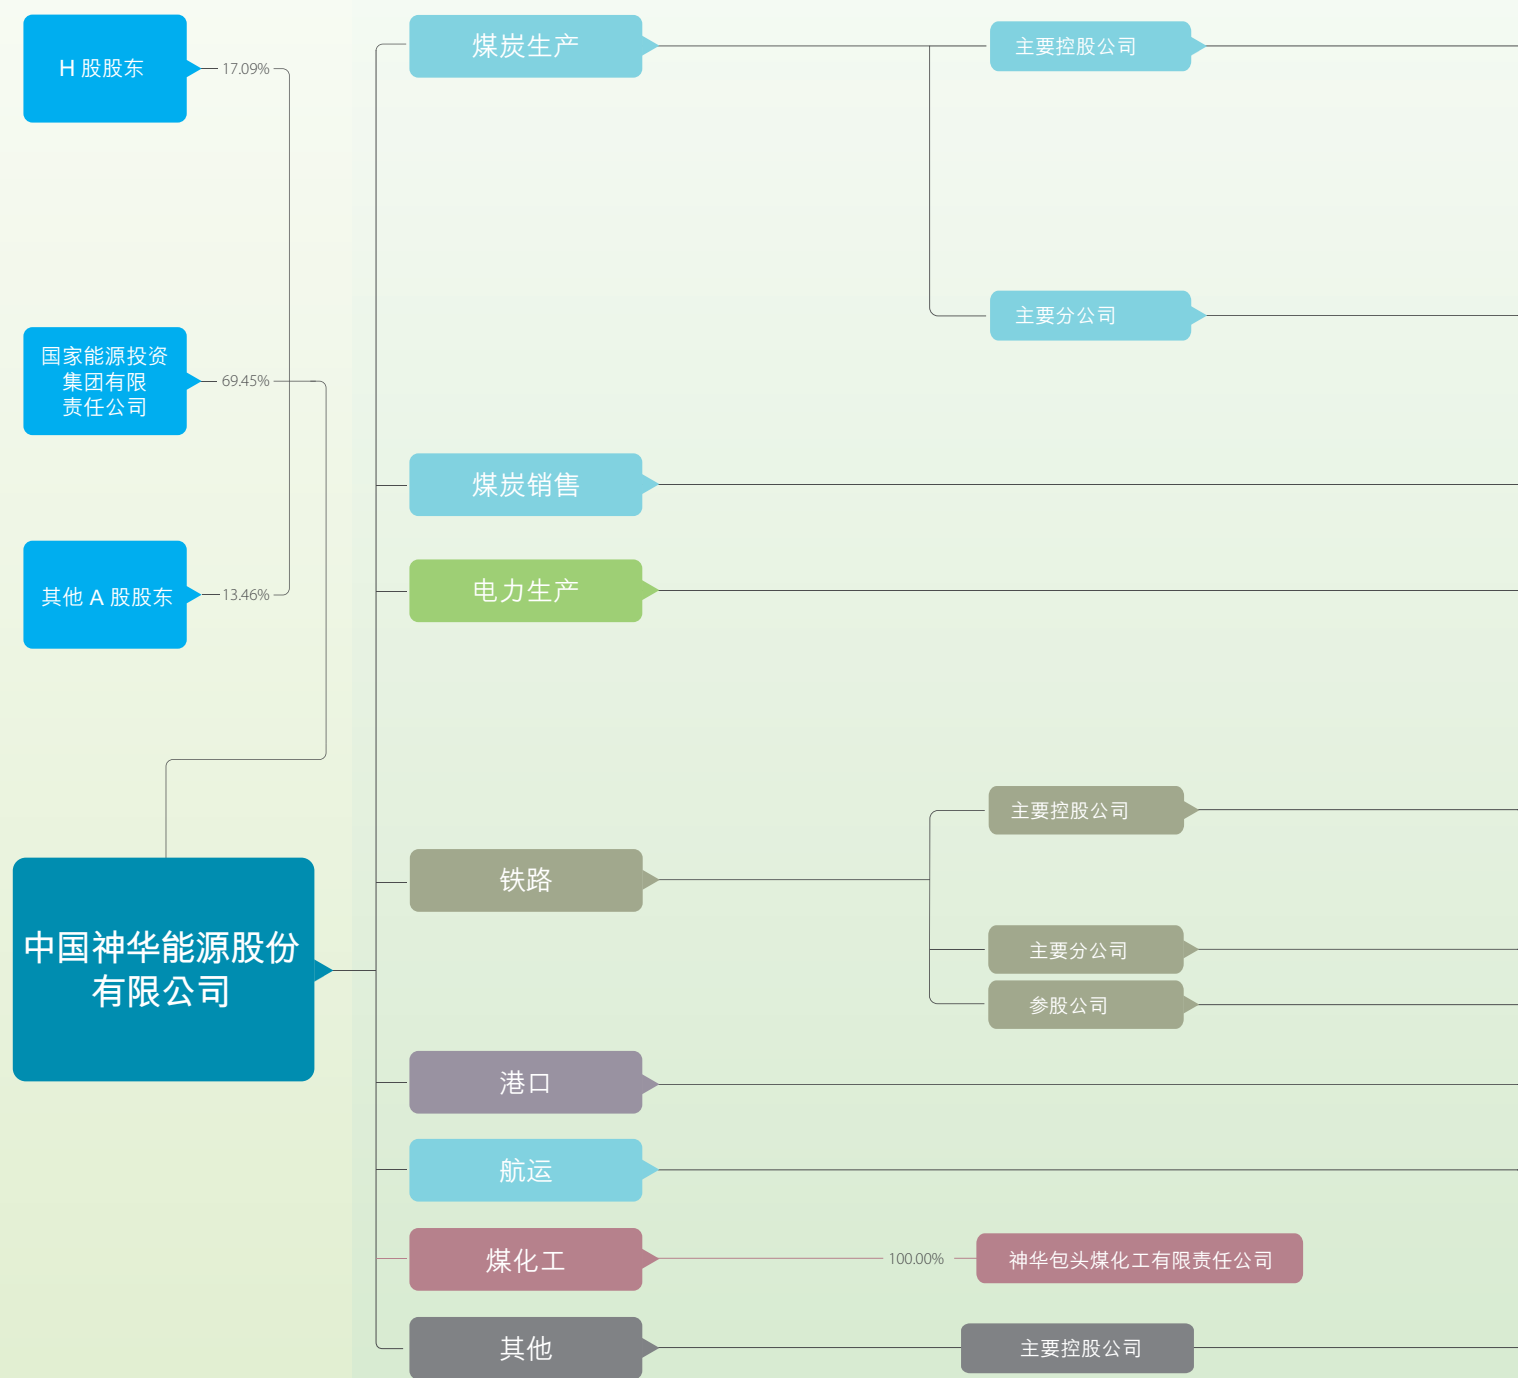 H 股股东
17.09%
国家能源投资
集团有限
责任公司
69.45%
其他 A 股股东
13.46%
中国神华能源股份
有限公司
煤炭生产
主要控股公司
主要分公司
煤炭销售
电力生产
铁路
主要控股公司
主要分公司
参股公司
港口
航运
煤化工
100.00%
神华包头煤化工有限责任公司
其他
主要控股公司